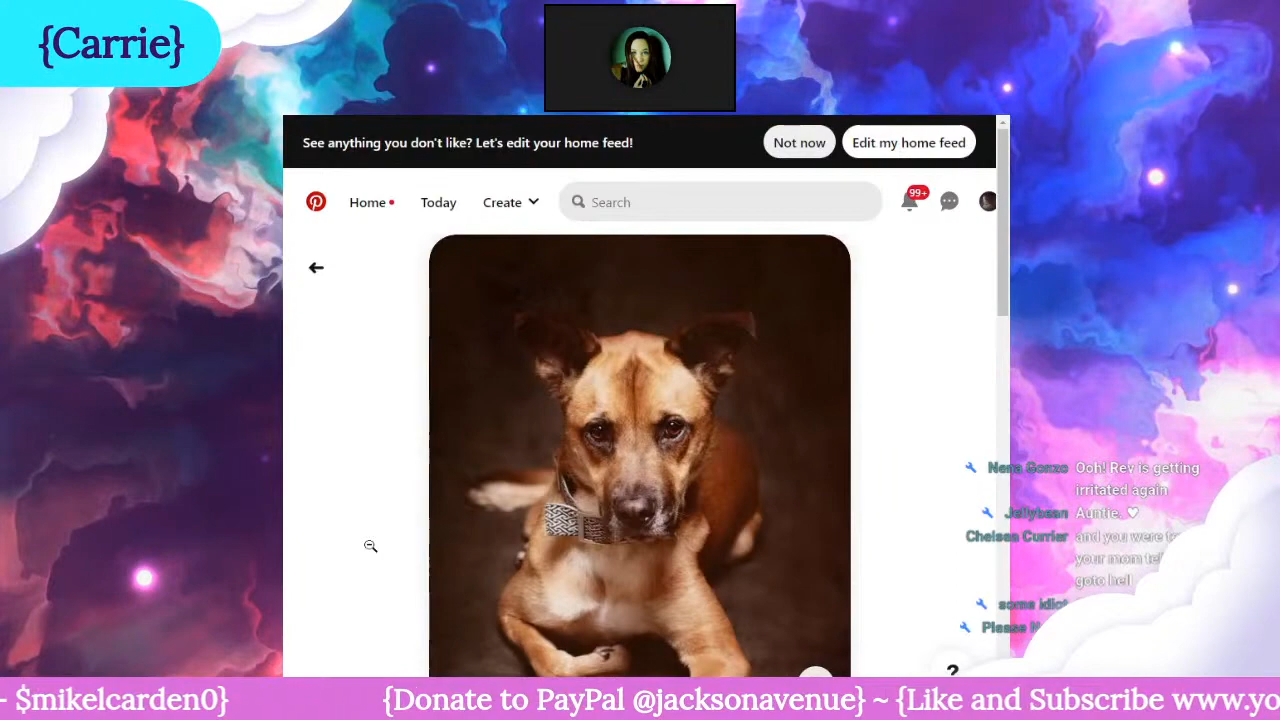 {Carrie}
See anything you don't like? Let's edit your home feed!
Not now
Edit my home feed
Home
Today
Create
Search
99+
Nena Gonzo Ooh! Rev is getting
irritated again
Jellybean Auntie, ♥
Chelsea Currier and you were
your mom
goto hell
some idiot
Please
?
- $mikelcarden0}
{Donate to PayPal @jacksonavenue} ~ {Like and Subscribe www.yo